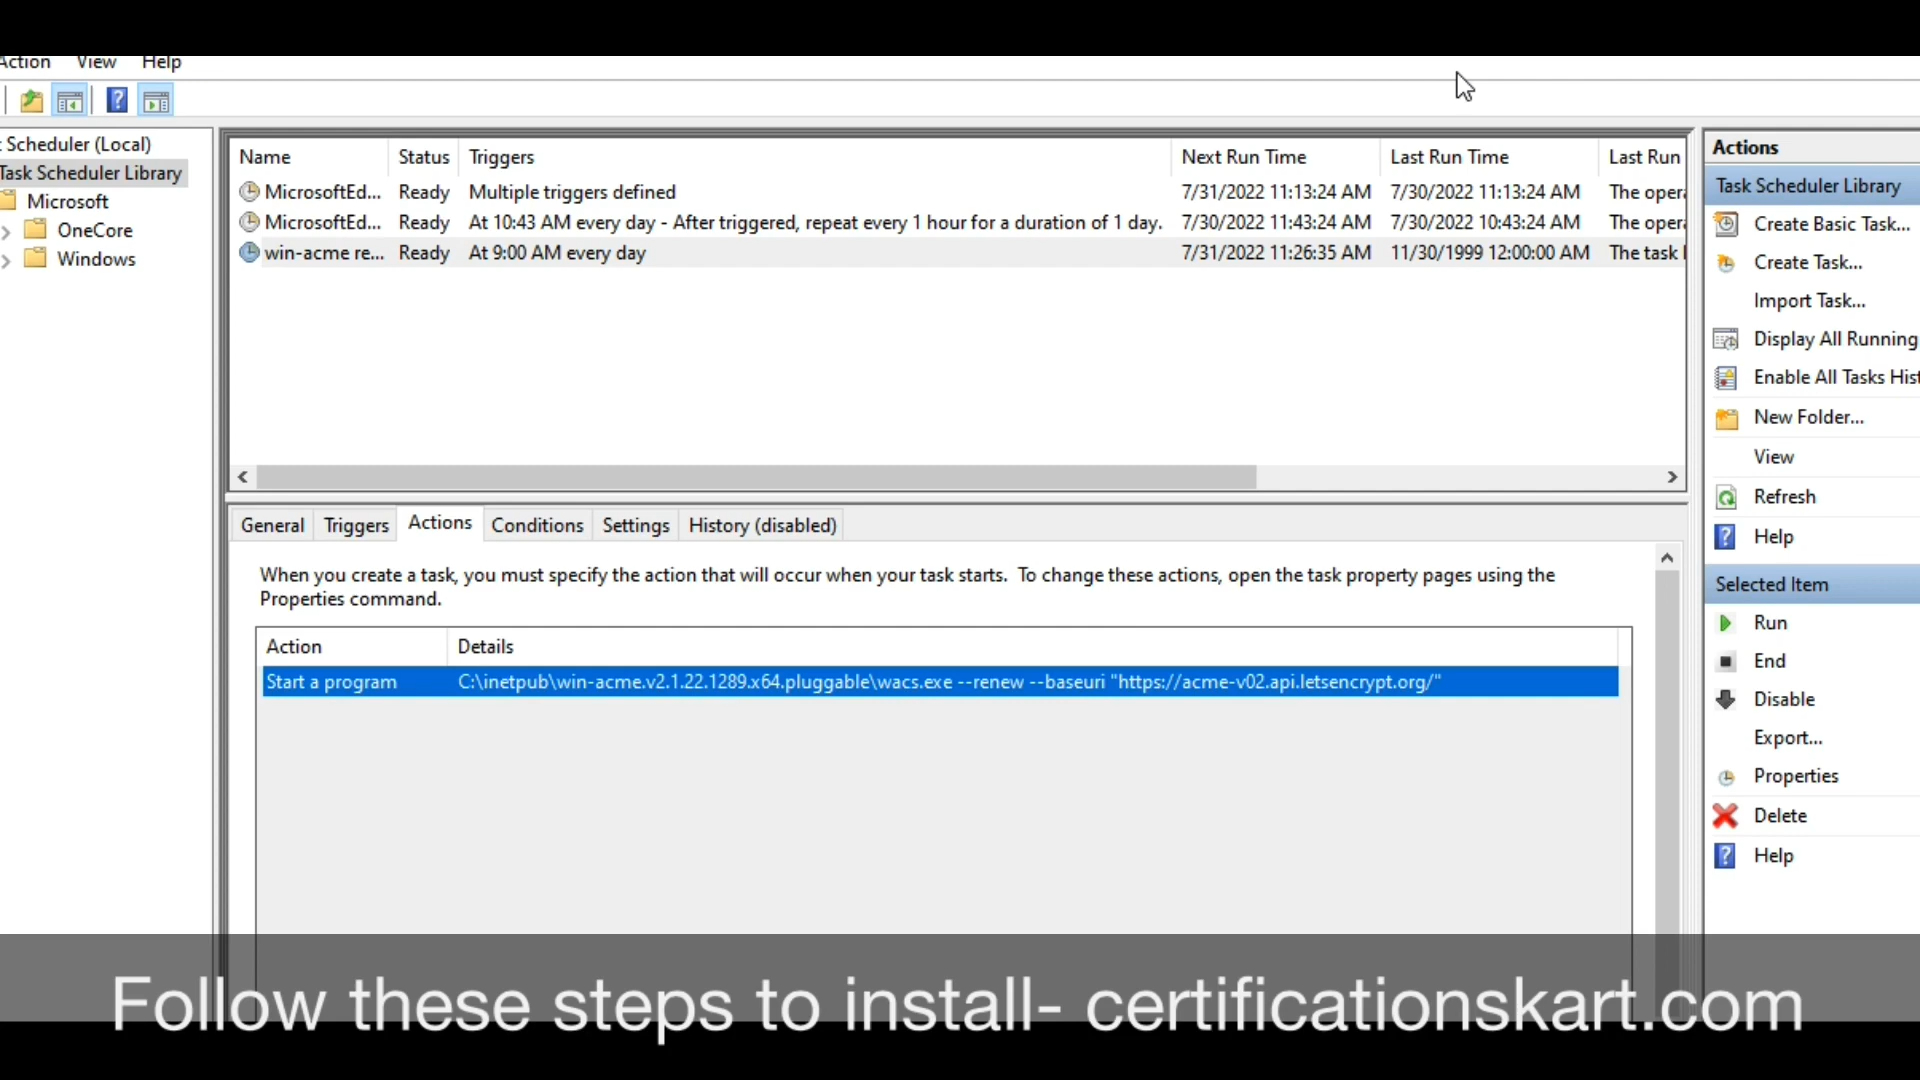 Action View Help
Scheduler (Local)
Task Scheduler Library
Microsoft
OneCore
Windows
Name Status Triggers Next Run Time Last Run Time Last Run
MicrosoftEd... Ready Multiple triggers defined 7/31/2022 11:13:24 AM 7/30/2022 11:13:24 AM The oper
MicrosoftEd... Ready At 10:43 AM every day - After triggered, repeat every 1 hour for a duration of 1 day. 7/30/2022 11:43:24 AM 7/30/2022 10:43:24 AM The oper
win-acme re... Ready At 9:00 AM every day 7/31/2022 11:26:35 AM 11/30/1999 12:00:00 AM The task
General Triggers Actions Conditions Settings History (disabled)
When you create a task, you must specify the action that will occur when your task starts. To change these actions, open the task property pages using the
Properties command.
Action Details
Start a program C:\inetpub\win-acme.v2.1.22.1289.x64.pluggable\wacs.exe --renew --baseuri "https://acme-v02.api.letsencrypt.org/"
Actions
Task Scheduler Library
Create Basic Task...
Create Task...
Import Task...
Display All Running
Enable All Tasks Hist
New Folder...
View
Refresh
Help
Selected Item
Run
End
Disable
Export...
Properties
Delete
Help
Follow these steps to install- certificationskart.com